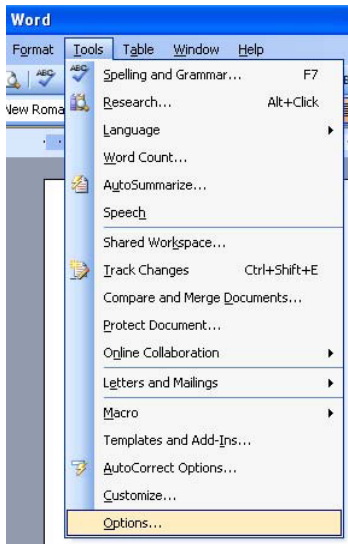 Word
Format Tools Table Window Help
Spelling and Grammar... F7
Research... Alt+Click
Language
Word Count...
AutoSummarize...
Speech
Shared Workspace...
Track Changes Ctrl+Shift+E
Compare and Merge Documents...
Protect Document...
Online Collaboration
Letters and Mailings
Macro
Templates and Add-Ins...
AutoCorrect Options...
Customize...
Options...